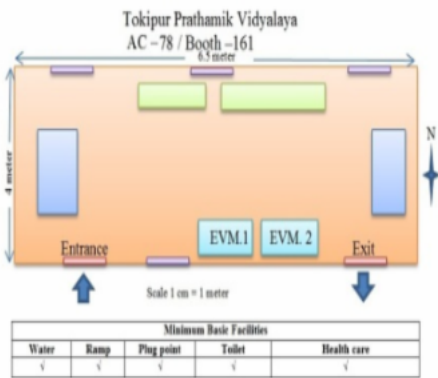 Tokipur Prathamik Vidyalaya
AC –78 / Booth –161
6.5 meter
4 meter
N
EVM.1 EVM. 2
Entrance Exit
Scale 1 cm = 1 meter
Minimum Basic Facilities
Water Ramp Plug point Toilet Health care
√ √ √ √ √